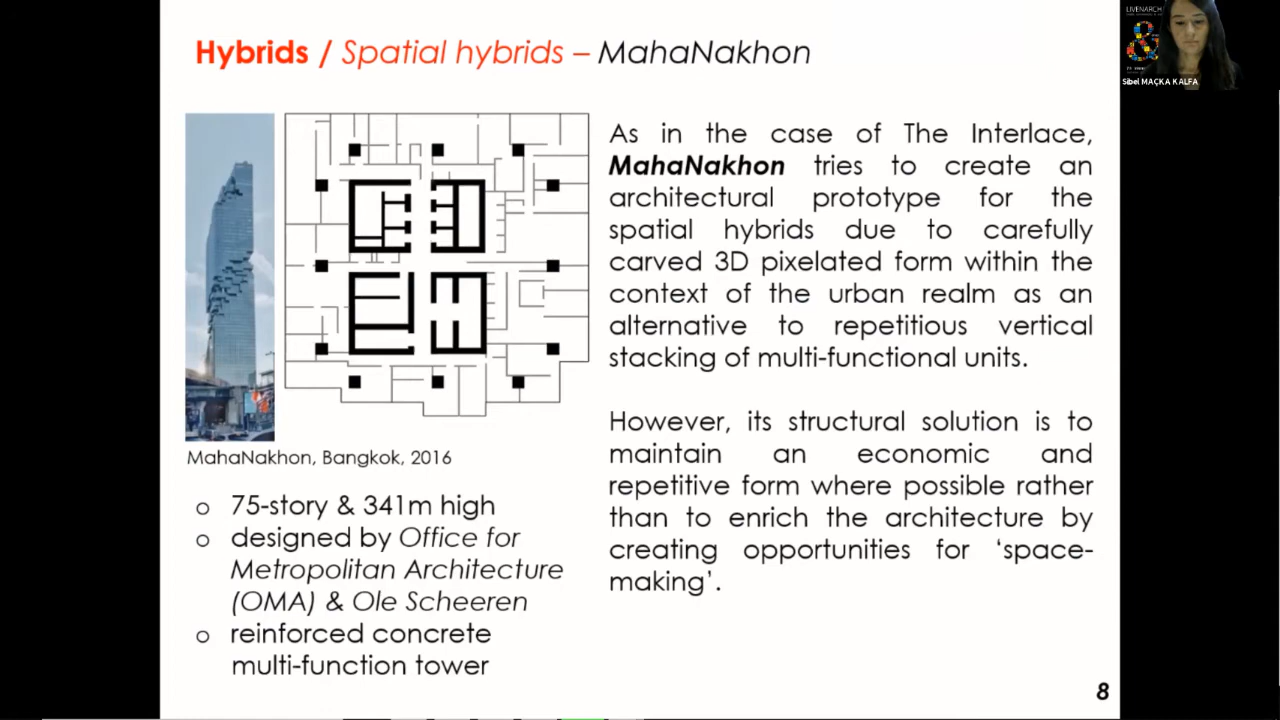 Hybrids / Spatial hybrids – MahaNakhon
As in the case of The Interlace,
MahaNakhon tries to create an
architectural prototype for the
spatial hybrids due to carefully
carved 3D pixelated form within the
context of the urban realm as an
alternative to repetitious vertical
stacking of multi-functional units.
However, its structural solution is to
maintain an economic and
repetitive form where possible rather
than to enrich the architecture by
creating opportunities for ‘space-
making’.
MahaNakhon, Bangkok, 2016
o 75-story & 341m high
o designed by Office for
Metropolitan Architecture
(OMA) & Ole Scheeren
o reinforced concrete
multi-function tower
8
LIVENARCH
Sibel MAÇKA KALFA